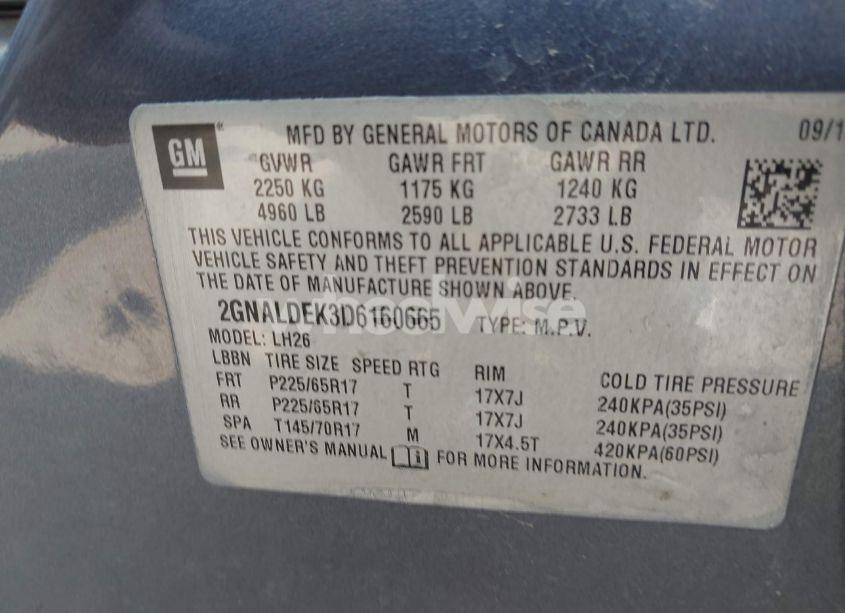 GM
MFD BY GENERAL MOTORS OF CANADA LTD. 09/1
GVWR GAWR FRT GAWR RR
2250 KG 1175 KG 1240 KG
4960 LB 2590 LB 2733 LB
THIS VEHICLE CONFORMS TO ALL APPLICABLE U.S. FEDERAL MOTOR
VEHICLE SAFETY AND THEFT PREVENTION STANDARDS IN EFFECT ON
THE DATE OF MANUFACTURE SHOWN ABOVE.
2GNALDEK3D6160665 TYPE: M.P.V.
MODEL: LH26
LBBN TIRE SIZE SPEED RTG RIM COLD TIRE PRESSURE
FRT P225/65R17 T 17X7J 240KPA(35PSI)
RR P225/65R17 T 17X7J 240KPA(35PSI)
SPA T145/70R17 M 17X4.5T 420KPA(60PSI)
SEE OWNER'S MANUAL FOR MORE INFORMATION.